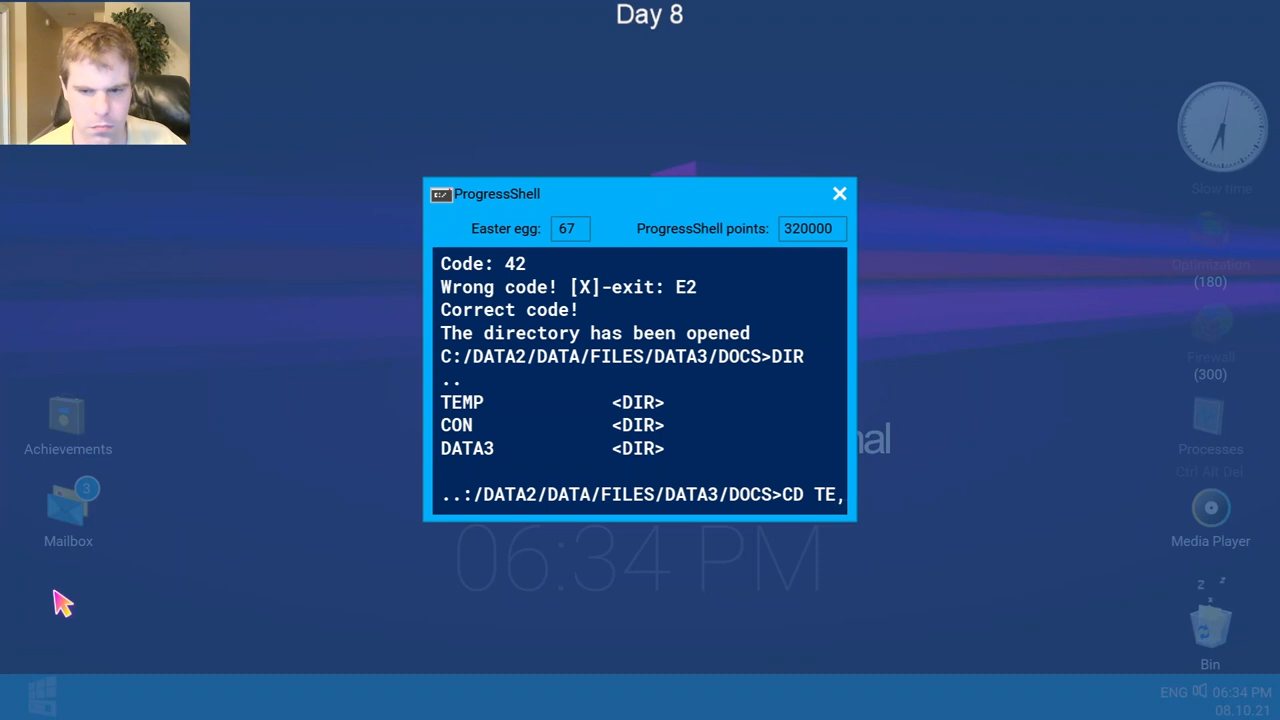 Day 8
ProgressShell
Easter egg: 67 ProgressShell points: 320000
Code: 42
Wrong code! [X]-exit: E2
Correct code!
The directory has been opened
C:/DATA2/DATA/FILES/DATA3/DOCS>DIR
..
TEMP <DIR>
CON <DIR>
DATA3 <DIR>
..:/DATA2/DATA/FILES/DATA3/DOCS>CD TE,
06:34 PM
nal
Achievements
3
Mailbox
Slow time
Optimization
(180)
Firewall
(300)
Processes
Ctrl Alt Del
Media Player
Z z z
Bin
ENG 06:34 PM
08.10.21